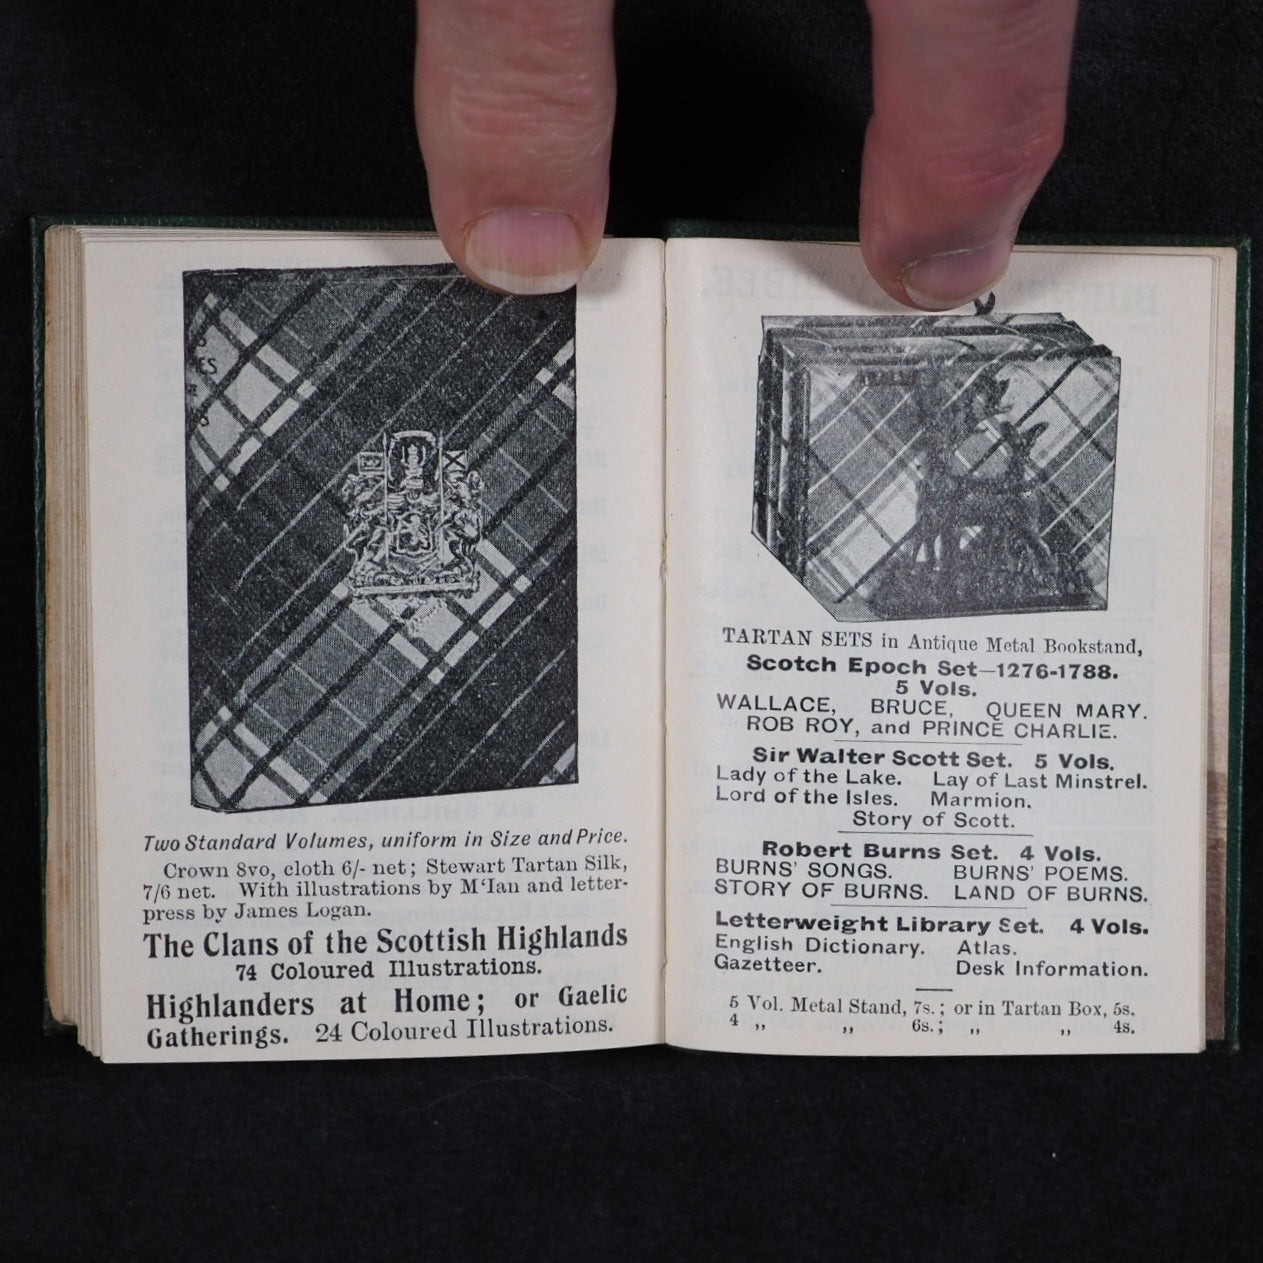 Two Standard Volumes, uniform in Size and Price.
Crown 8vo, cloth 6/- net; Stewart Tartan Silk,
7/6 net. With illustrations by M'Ian and letter-
press by James Logan.
The Clans of the Scottish Highlands
74 Coloured Illustrations.
Highlanders at Home; or Gaelic
Gatherings. 24 Coloured Illustrations.
TARTAN SETS in Antique Metal Bookstand,
Scotch Epoch Set—1276-1788.
5 Vols.
WALLACE, BRUCE, QUEEN MARY.
ROB ROY, and PRINCE CHARLIE.
Sir Walter Scott Set. 5 Vols.
Lady of the Lake. Lay of Last Minstrel.
Lord of the Isles. Marmion.
Story of Scott.
Robert Burns Set. 4 Vols.
BURNS' SONGS. BURNS' POEMS.
STORY OF BURNS. LAND OF BURNS.
Letterweight Library Set. 4 Vols.
English Dictionary. Atlas.
Gazetteer. Desk Information.
5 Vol. Metal Stand, 7s.; or in Tartan Box, 5s.
4 „ „ 6s.; „ „ 4s.